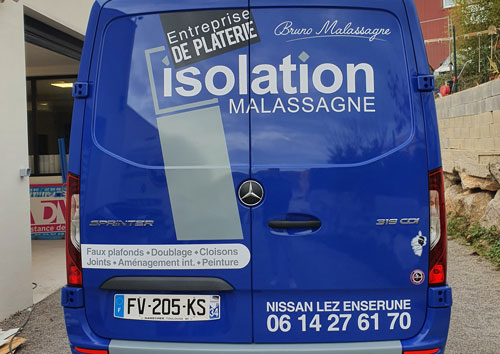 Entreprise
DE PLATERIE
Bruno Malassagne
isolation
MALASSAGNE
SPRINTER
319 CDI
Faux plafonds • Doublage • Cloisons
Joints • Aménagement int. • Peinture
F FV-205-KS 34
NISSAN LEZ ENSERUNE
06 14 27 61 70